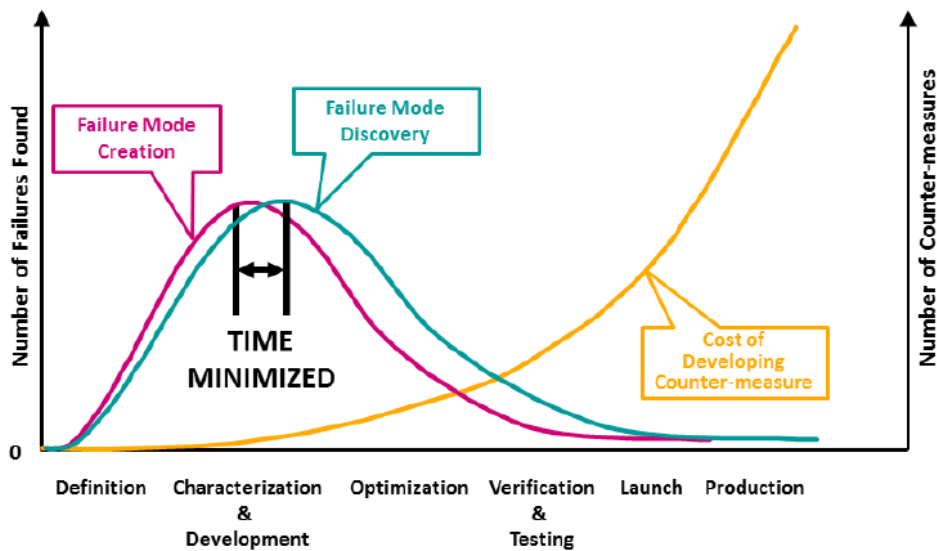 Number of Failures Found
Number of Counter-measures
Failure Mode
Creation
Failure Mode
Discovery
TIME
MINIMIZED
Cost of
Developing
Counter-measure
0
Definition
Characterization
&
Development
Optimization
Verification
&
Testing
Launch
Production